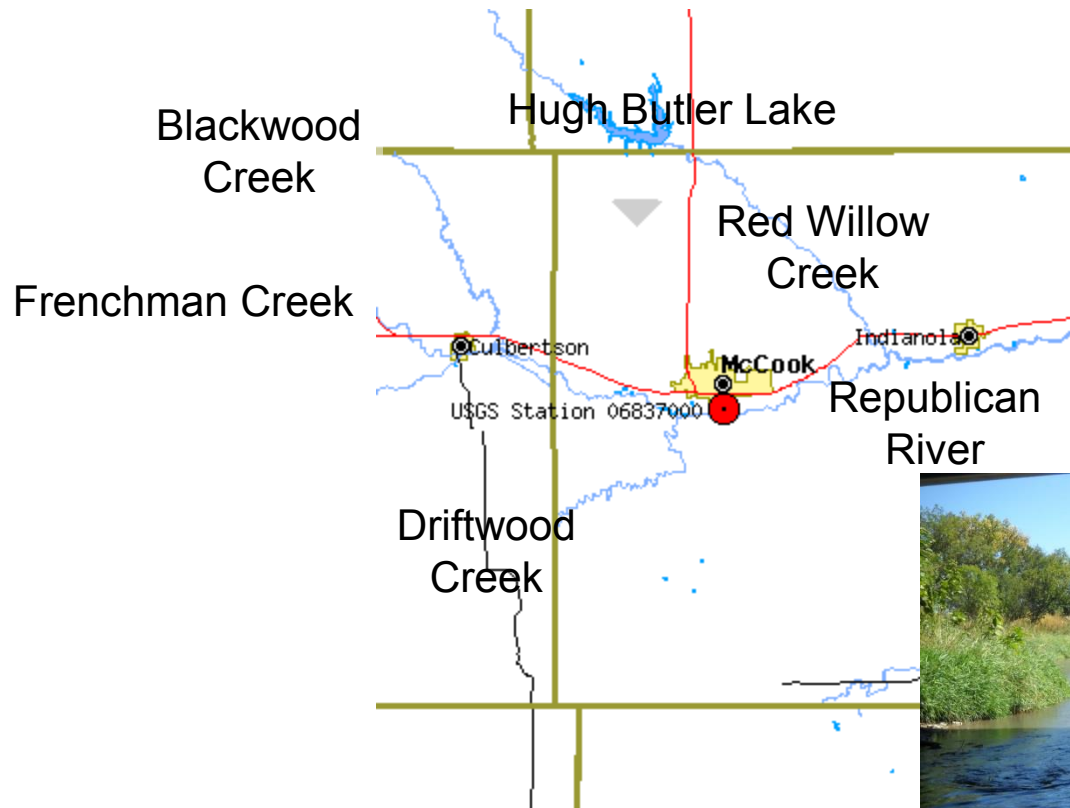 Hugh Butler Lake
Blackwood
Creek
Red Willow
Creek
Frenchman Creek
Indianola
Culbertson
McCook
USGS Station 06837000
Republican
River
Driftwood
Creek